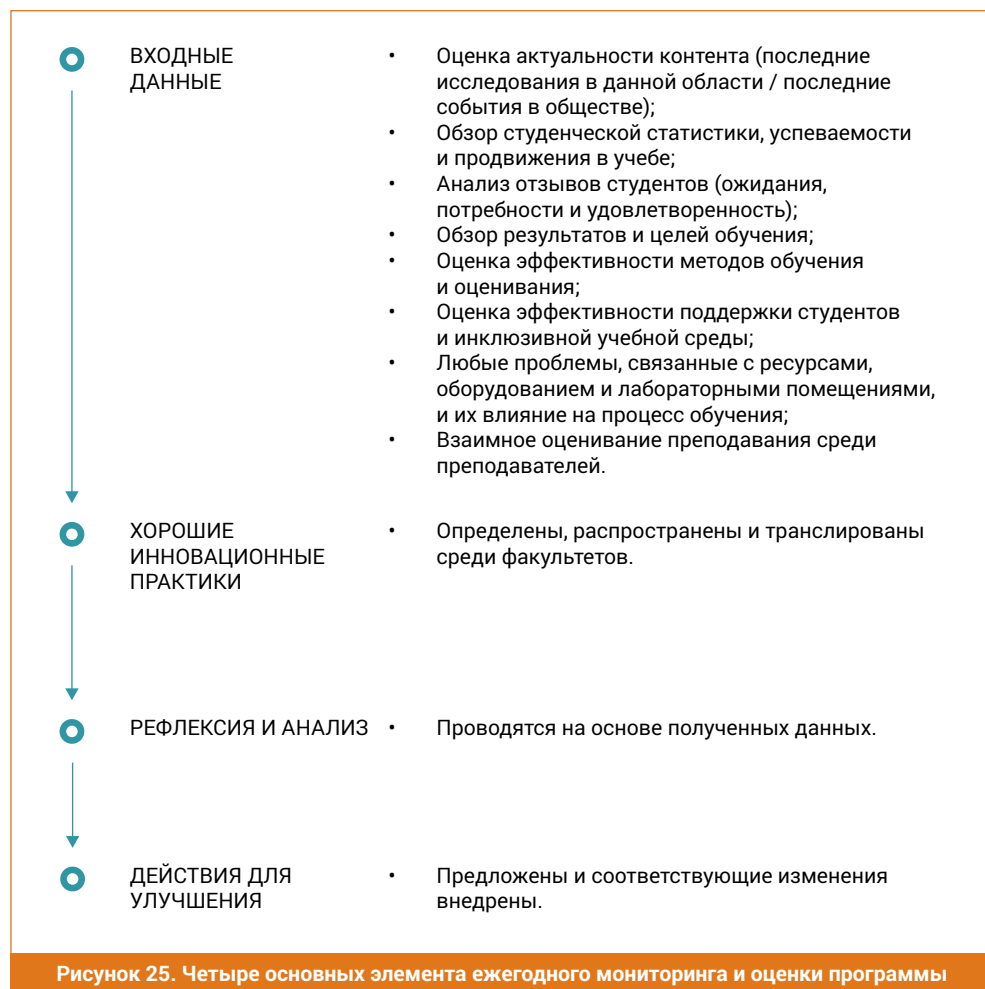 ВХОДНЫЕ
ДАННЫЕ
• Оценка актуальности контента (последние
исследования в данной области / последние
события в обществе);
• Обзор студенческой статистики, успеваемости
и продвижения в учебе;
• Анализ отзывов студентов (ожидания,
потребности и удовлетворенность);
• Обзор результатов и целей обучения;
• Оценка эффективности методов обучения
и оценивания;
• Оценка эффективности поддержки студентов
и инклюзивной учебной среды;
• Любые проблемы, связанные с ресурсами,
оборудованием и лабораторными помещениями,
и их влияние на процесс обучения;
• Взаимное оценивание преподавания среди
преподавателей.
ХОРОШИЕ
ИННОВАЦИОННЫЕ
ПРАКТИКИ
• Определены, распространены и транслированы
среди факультетов.
РЕФЛЕКСИЯ И АНАЛИЗ
• Проводятся на основе полученных данных.
ДЕЙСТВИЯ ДЛЯ
УЛУЧШЕНИЯ
• Предложены и соответствующие изменения
внедрены.
Рисунок 25. Четыре основных элемента ежегодного мониторинга и оценки программы